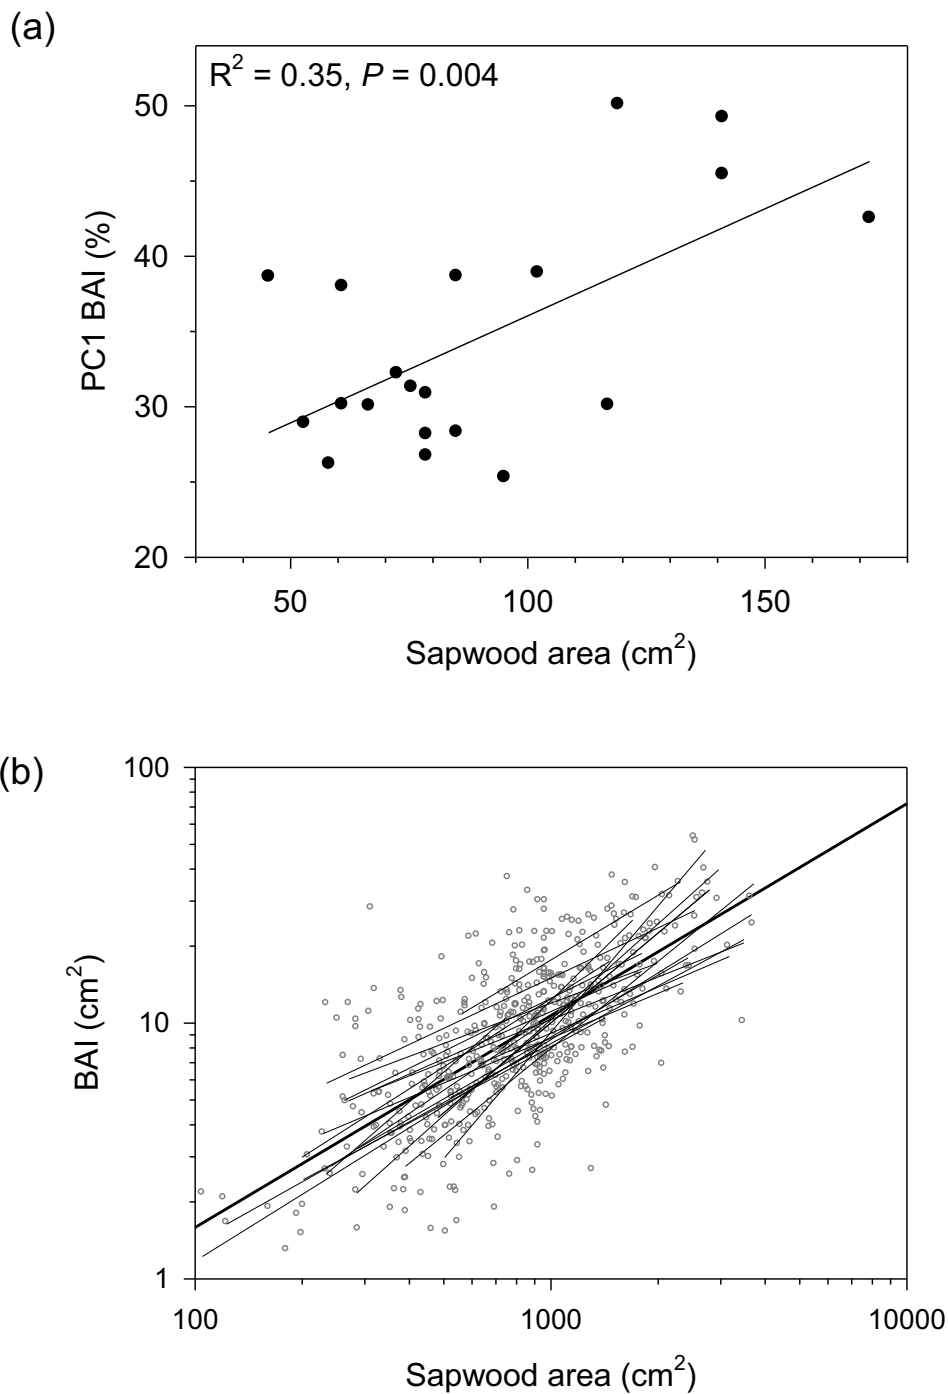 (a)
R² = 0.35, P = 0.004
50
40
30
20
PC1 BAI (%)
50 100 150
Sapwood area (cm²)
(b)
100
10
1
BAI (cm²)
100 1000 10000
Sapwood area (cm²)